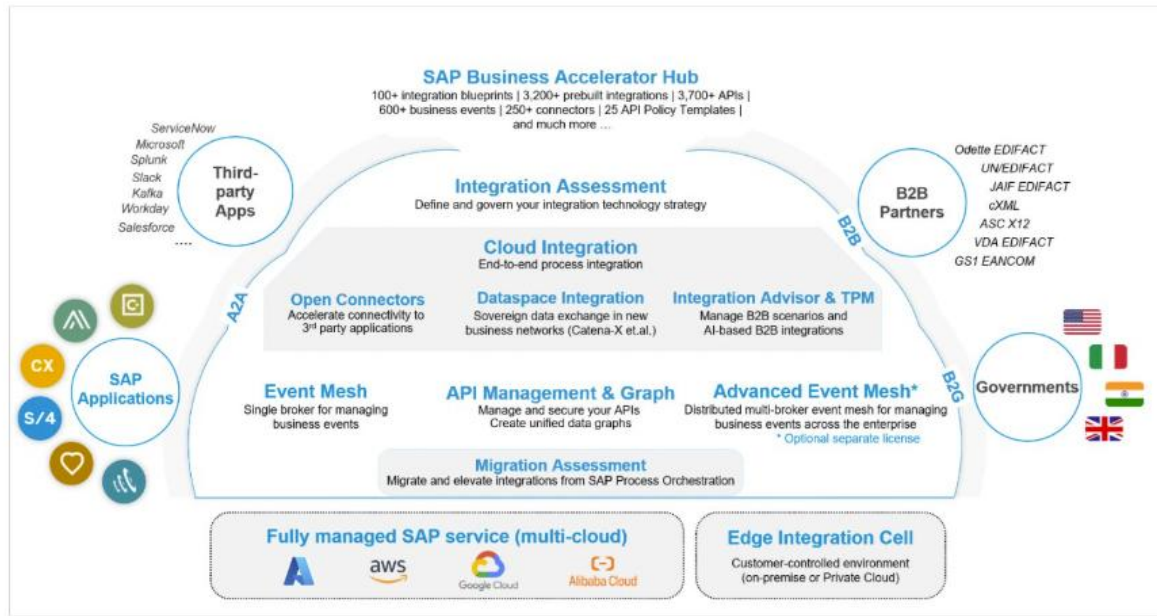 SAP Business Accelerator Hub
100+ integration blueprints | 3,200+ prebuilt integrations | 3,700+ APIs |
600+ business events | 250+ connectors | 25 API Policy Templates |
and much more ...
ServiceNow
Microsoft
Splunk
Slack
Kafka
Workday
Salesforce
....
Third-
party
Apps
Integration Assessment
Define and govern your integration technology strategy
B2B
Partners
Odette EDIFACT
UN/EDIFACT
JAIF EDIFACT
cXML
ASC X12
VDA EDIFACT
GS1 EANCOM
A2A
B2B
B2G
Cloud Integration
End-to-end process integration
Open Connectors
Accelerate connectivity to
3rd party applications
Dataspace Integration
Sovereign data exchange in new
business networks (Catena-X et.al.)
Integration Advisor & TPM
Manage B2B scenarios and
AI-based B2B integrations
CX
S/4
SAP
Applications
Event Mesh
Single broker for managing
business events
API Management & Graph
Manage and secure your APIs
Create unified data graphs
Advanced Event Mesh*
Distributed multi-broker event mesh for managing
business events across the enterprise
* Optional separate license
Governments
Migration Assessment
Migrate and elevate integrations from SAP Process Orchestration
Fully managed SAP service (multi-cloud)
aws
Google Cloud
Alibaba Cloud
Edge Integration Cell
Customer-controlled environment
(on-premise or Private Cloud)